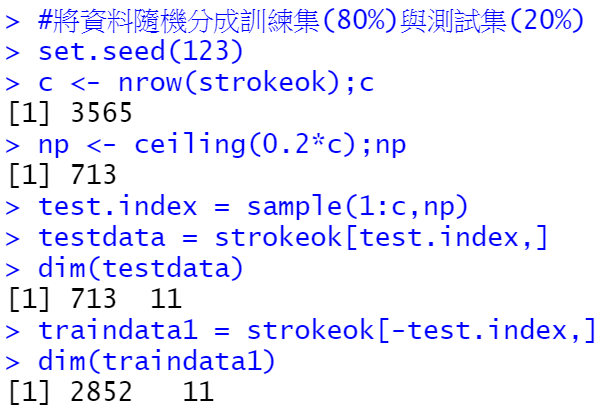 > #將資料隨機分成訓練集(80%)與測試集(20%)
> set.seed(123)
> c <- nrow(strokeok);c
[1] 3565
> np <- ceiling(0.2*c);np
[1] 713
> test.index = sample(1:c,np)
> testdata = strokeok[test.index,]
> dim(testdata)
[1] 713  11
> traindata1 = strokeok[-test.index,]
> dim(traindata1)
[1] 2852   11